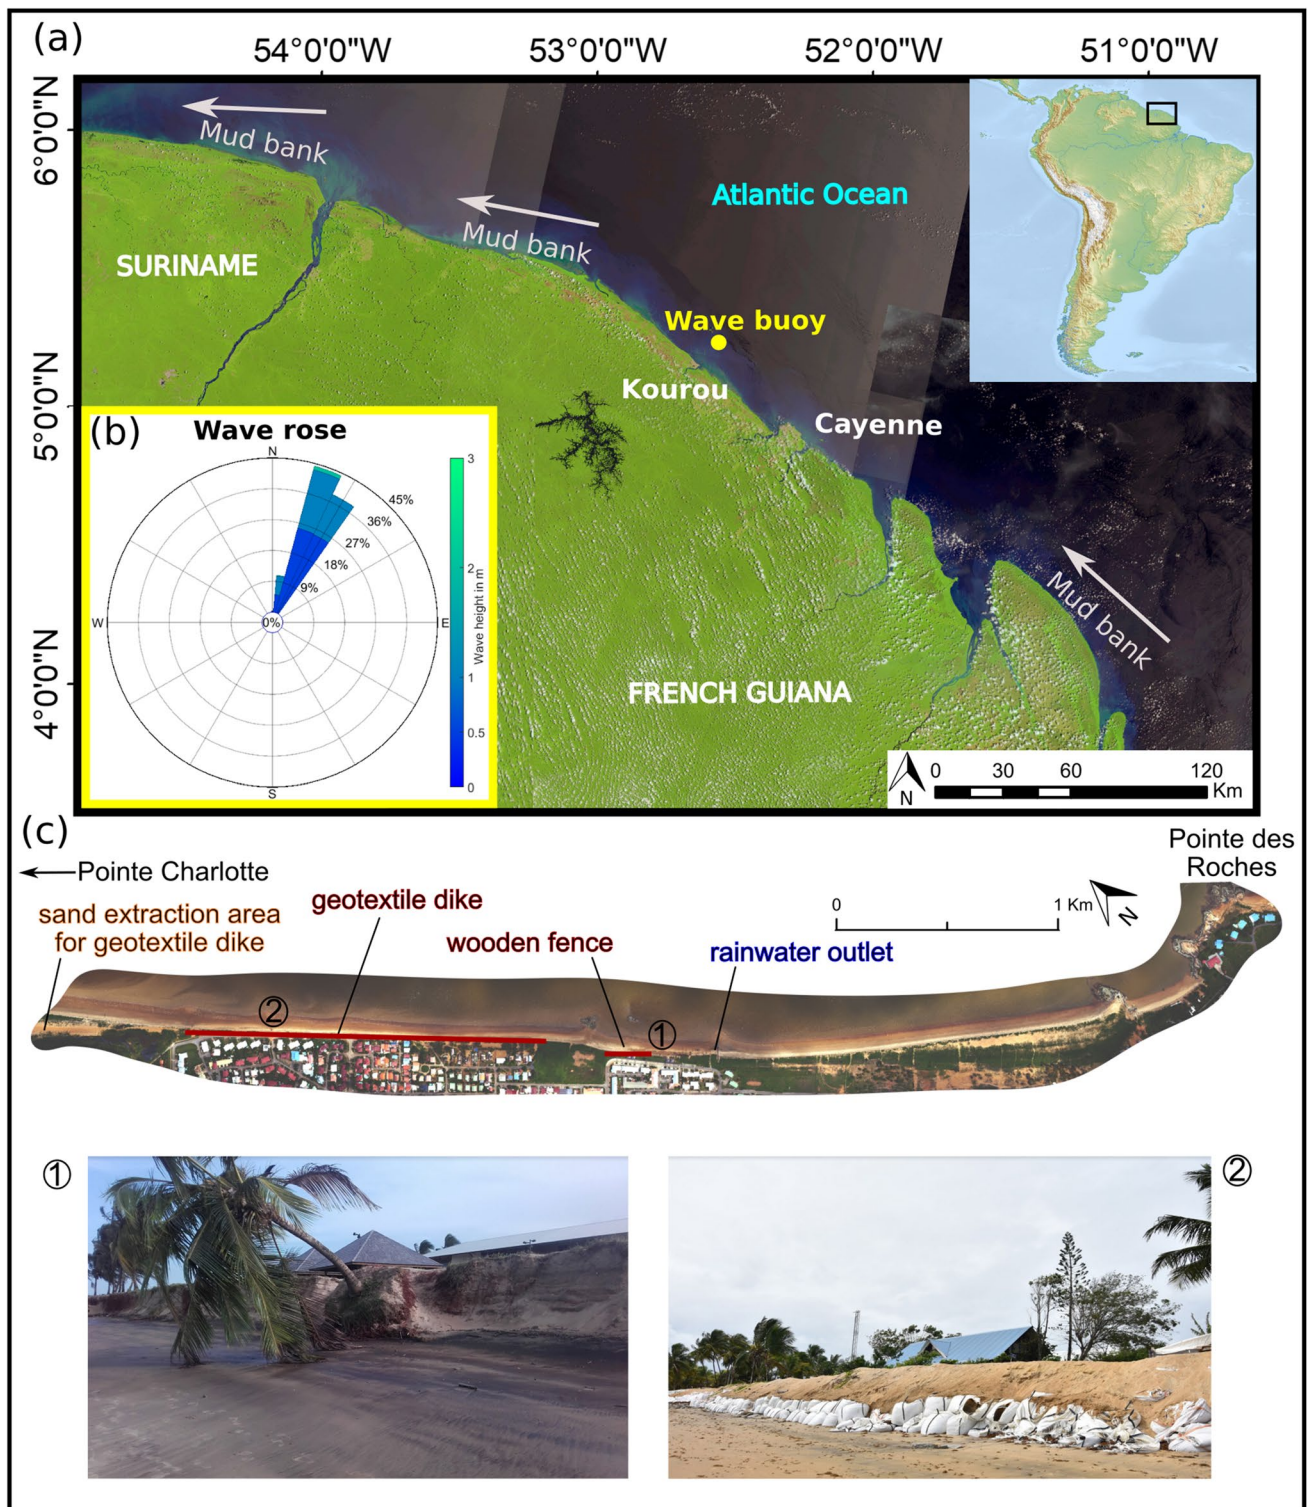 (a)
54°0'0"W
53°0'0"W
52°0'0"W
51°0'0"W
6°0'0"N
5°0'0"N
4°0'0"N
Mud bank
Mud bank
Atlantic Ocean
SURINAME
Wave buoy
Kourou
Cayenne
Mud bank
FRENCH GUIANA
N
0 30 60 120
Km
(b)
Wave rose
N
E
S
W
0%
9%
18%
27%
36%
45%
3
2
1
0.5
0
Wave height in m
(c)
Pointe Charlotte
Pointe des
Roches
sand extraction area
for geotextile dike
geotextile dike
wooden fence
rainwater outlet
0 1 Km
N
②
①
①
②